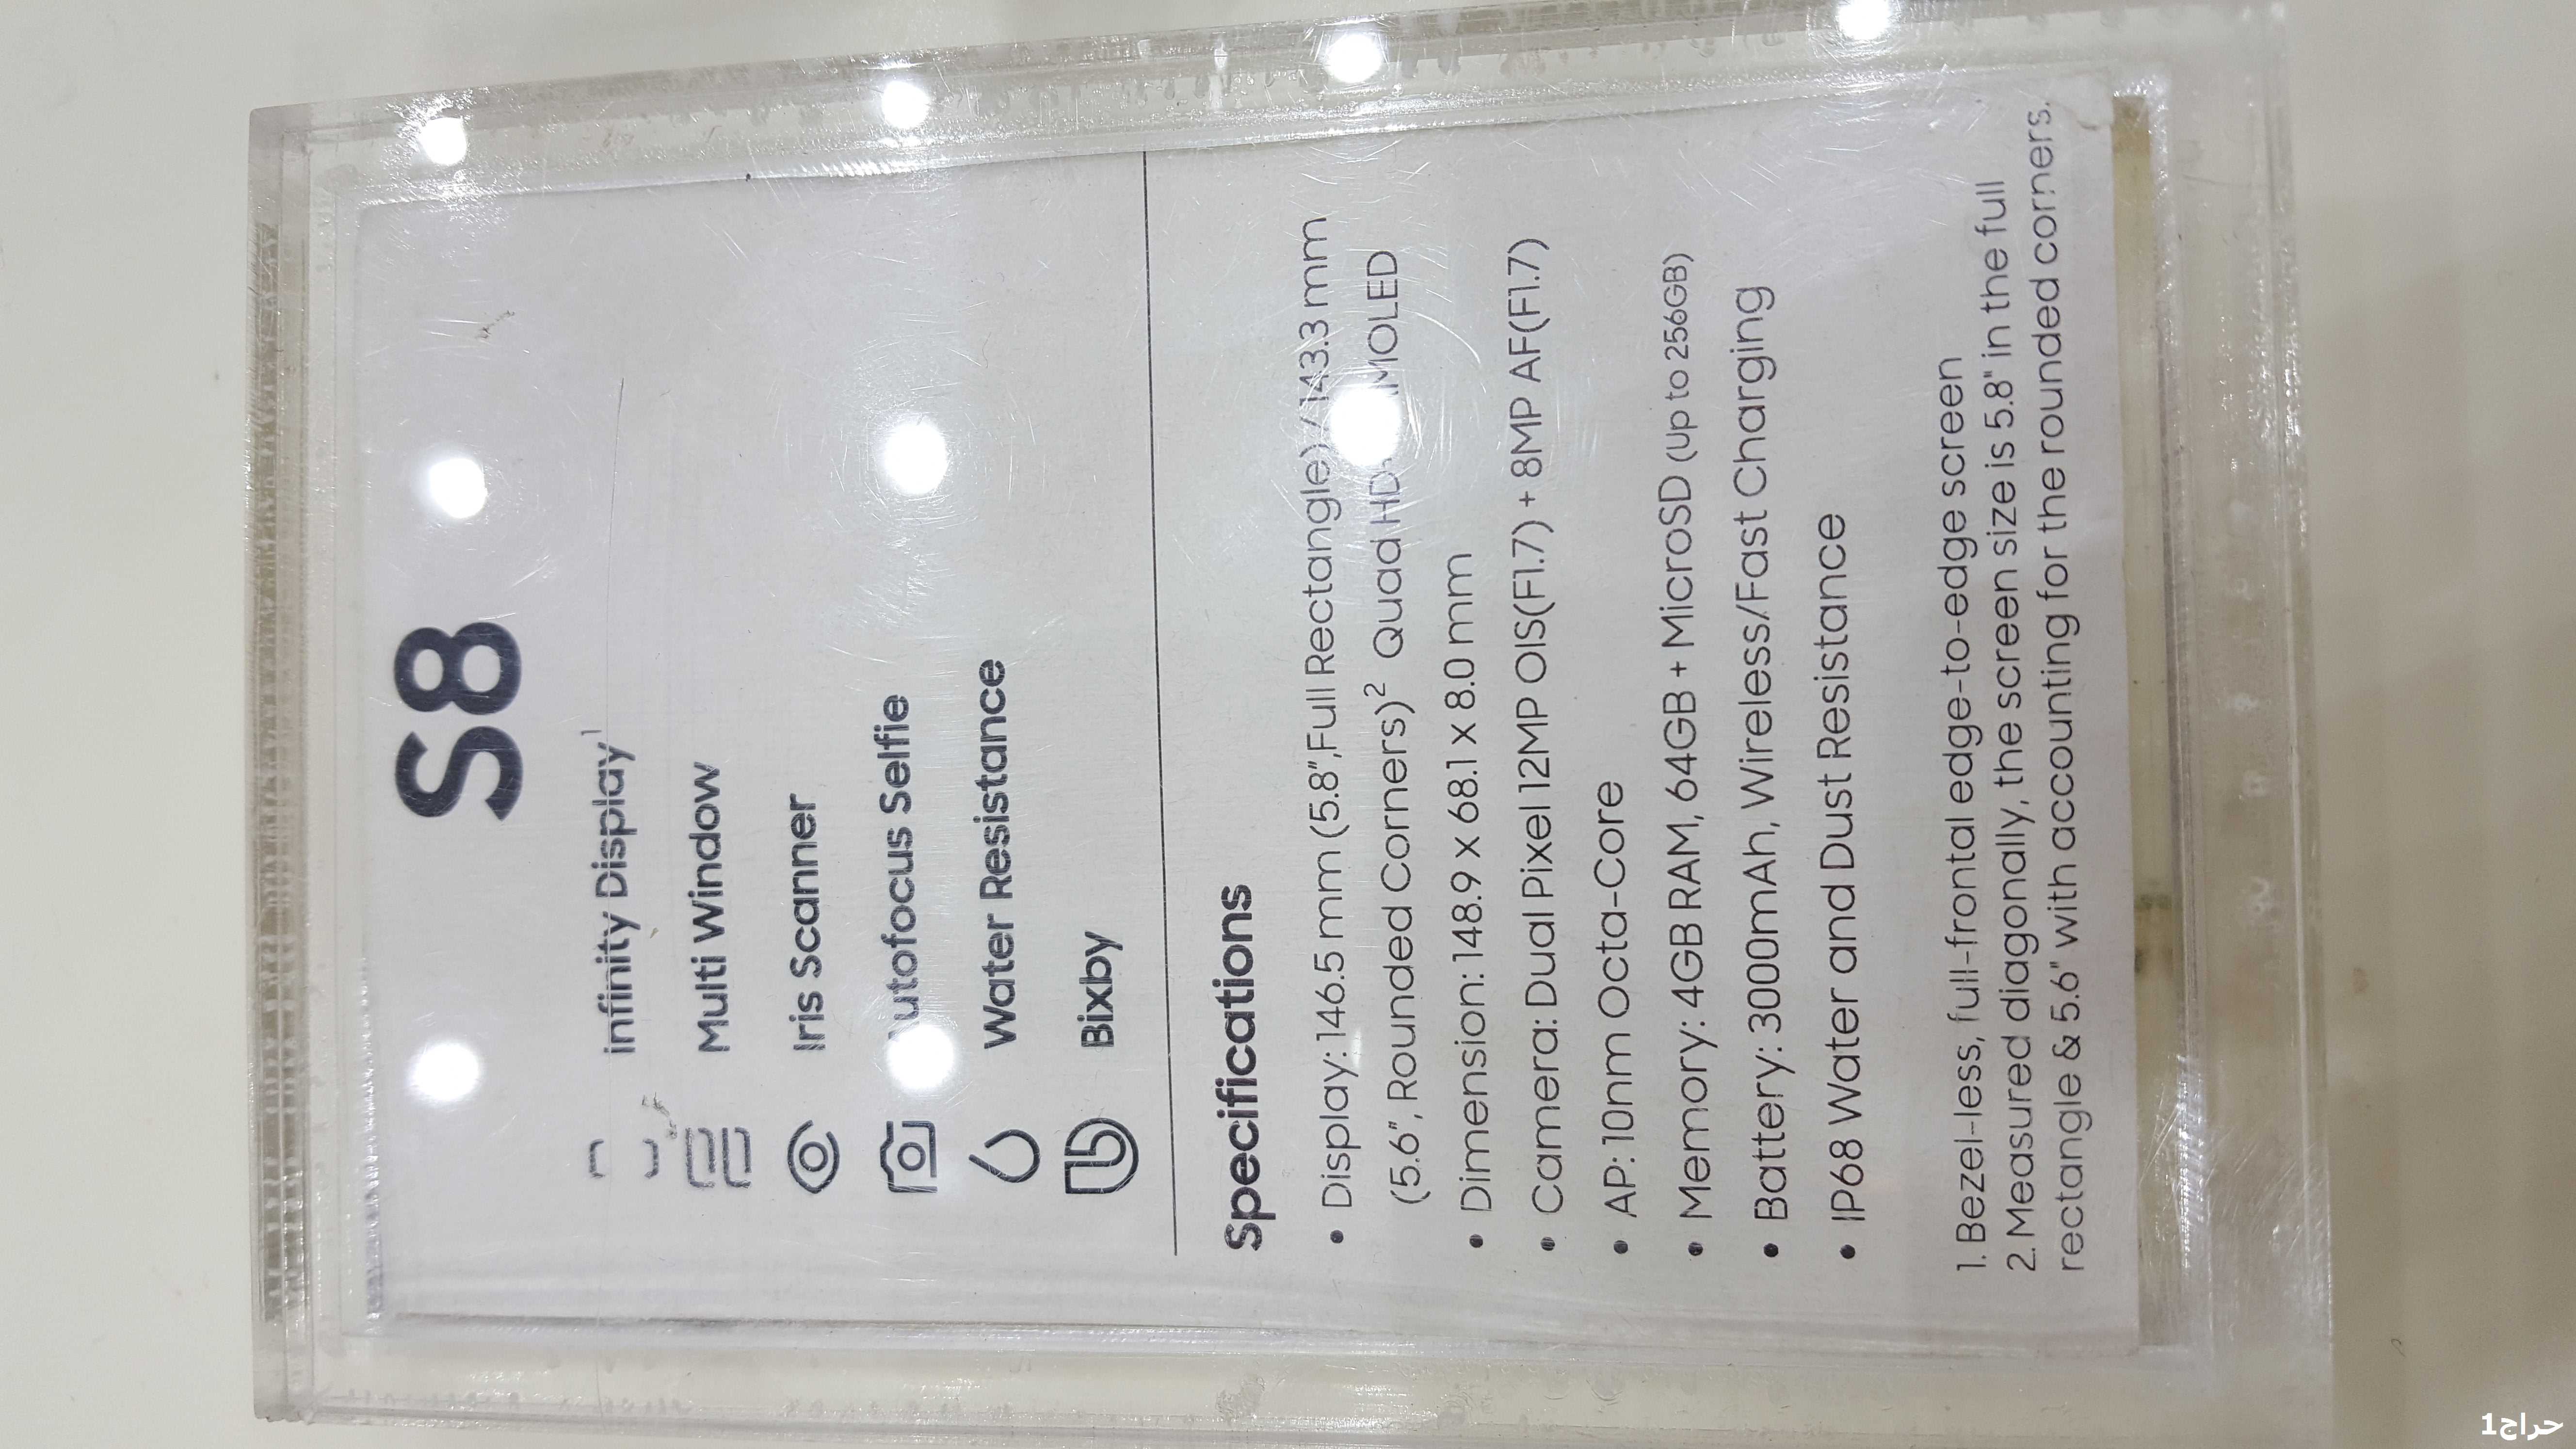 S8
infinity Display¹
Multi Window
Iris Scanner
Autofocus Selfie
Water Resistance
Bixby
Specifications
• Display: 146.5 mm (5.8", Full Rectangle) / 143.3 mm
(5.6", Rounded Corners)² Quad HD+
• Dimension: 148.9 x 68.1 x 8.0 mm
• Camera: Dual Pixel 12MP OIS(F1.7) + 8MP AF(F1.7)
• AP: 10nm Octa-Core
• Memory: 4GB RAM, 64GB + MicroSD (Up to 256GB)
• Battery: 3000mAh, Wireless/Fast Charging
• IP68 Water and Dust Resistance
1. Bezel-less, full-frontal edge-to-edge screen
2. Measured diagonally, the screen size is 5.8" in the full
rectangle & 5.6" with accounting for the rounded corners.
حراج1